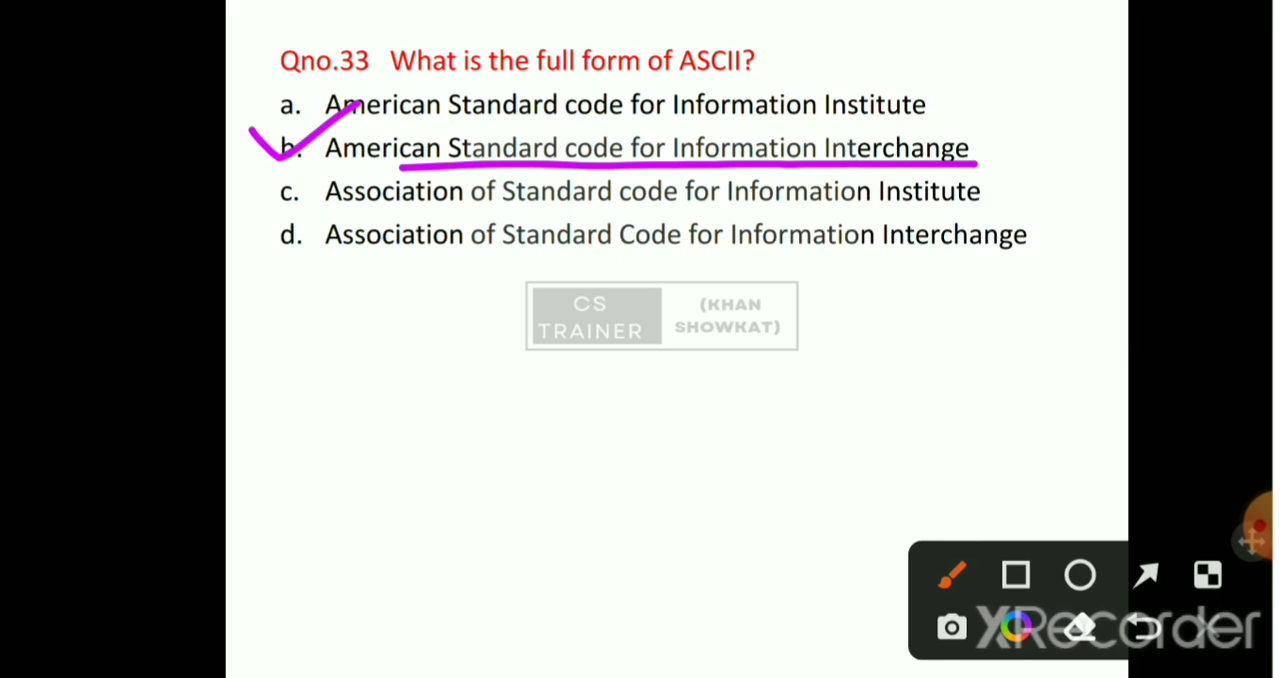 Qno.33 What is the full form of ASCII?
a. American Standard code for Information Institute
b. American Standard code for Information Interchange
c. Association of Standard code for Information Institute
d. Association of Standard Code for Information Interchange
CS TRAINER
(KHAN SHOWKAT)
XRecorder